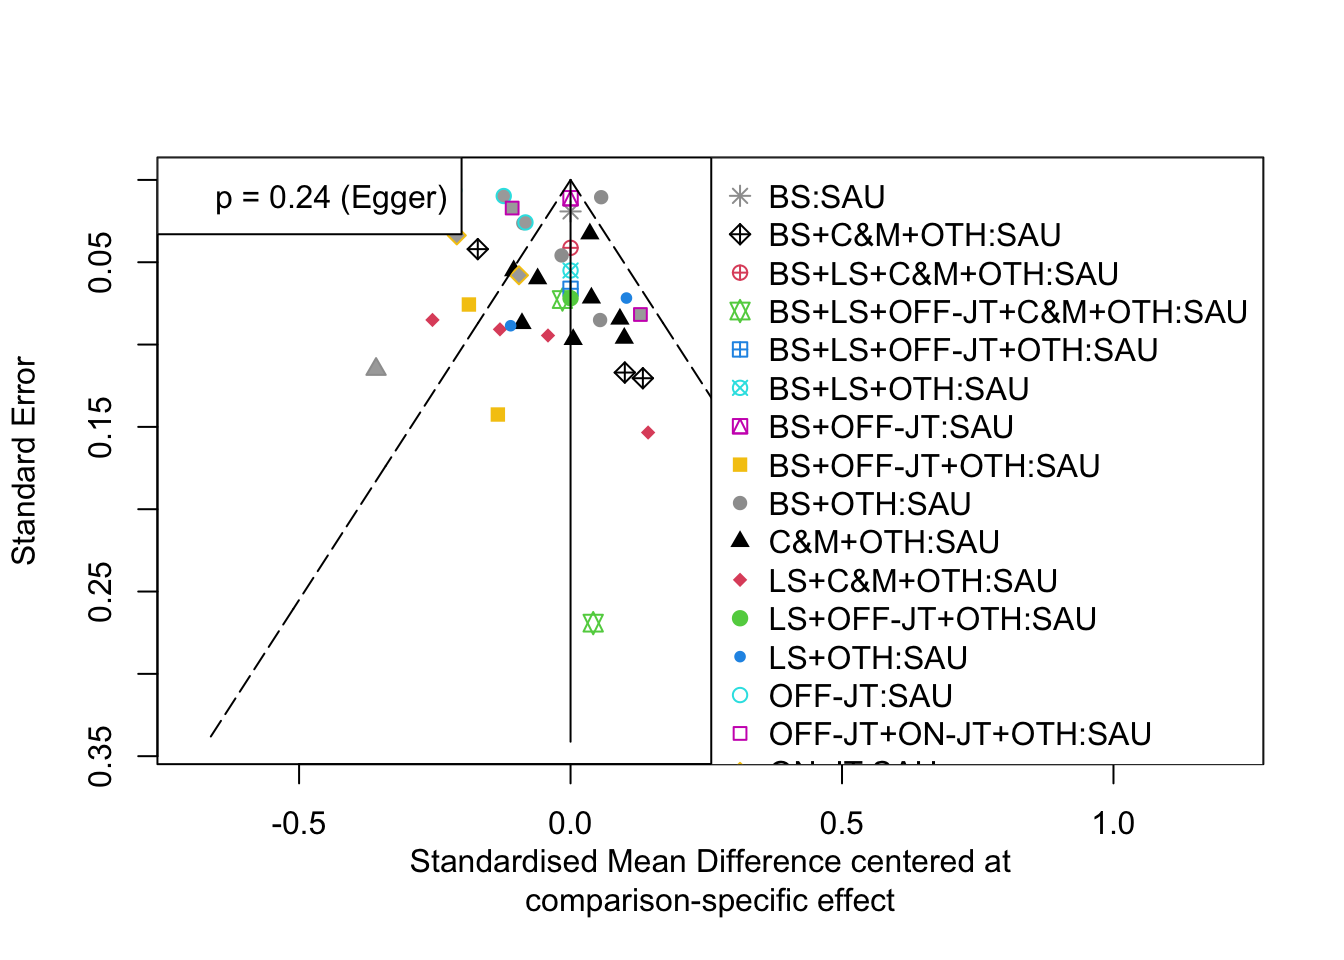 p = 0.24 (Egger)
BS:SAU
BS+C&M+OTH:SAU
BS+LS+C&M+OTH:SAU
BS+LS+OFF-JT+C&M+OTH:SAU
BS+LS+OFF-JT+OTH:SAU
BS+LS+OTH:SAU
BS+OFF-JT:SAU
BS+OFF-JT+OTH:SAU
BS+OTH:SAU
C&M+OTH:SAU
LS+C&M+OTH:SAU
LS+OFF-JT+OTH:SAU
LS+OTH:SAU
OFF-JT:SAU
OFF-JT+ON-JT+OTH:SAU
Standard Error
0.05
0.15
0.25
0.35
-0.5
0.0
0.5
1.0
Standardised Mean Difference centered at
comparison-specific effect